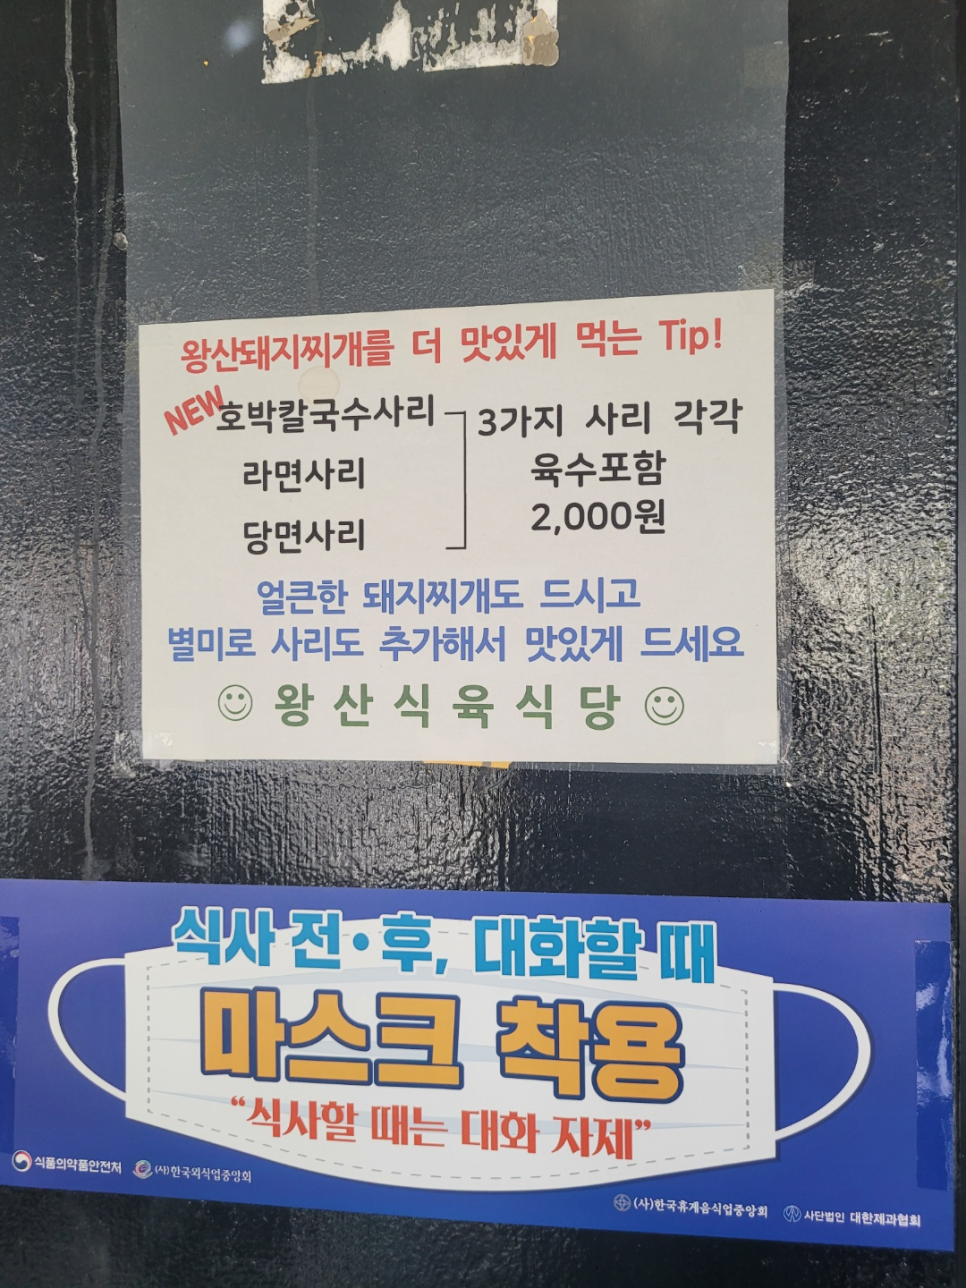 왕산돼지찌개를 더 맛있게 먹는 Tip!
NEW 호박칼국수사리
라면사리
당면사리
3가지 사리 각각
육수포함
2,000원
얼큰한 돼지찌개도 드시고
별미로 사리도 추가해서 맛있게 드세요
왕산식육식당
식사 전•후, 대화할 때
마스크 착용
“식사할 때는 대화 자제”
식품의약품안전처 (사)한국외식업중앙회
(사)한국휴게음식업중앙회 사단법인 대한제과협회